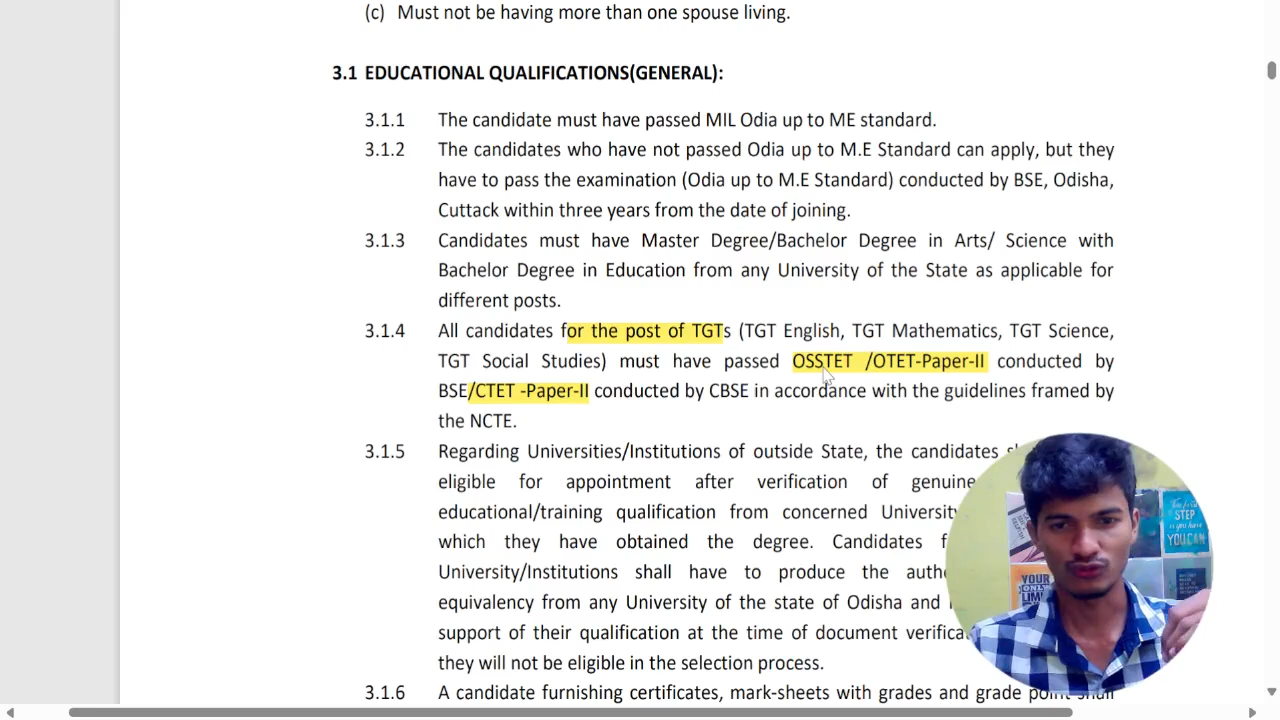 (c) Must not be having more than one spouse living.
3.1 EDUCATIONAL QUALIFICATIONS(GENERAL):
3.1.1 The candidate must have passed MIL Odia up to ME standard.
3.1.2 The candidates who have not passed Odia up to M.E Standard can apply, but they
have to pass the examination (Odia up to M.E Standard) conducted by BSE, Odisha,
Cuttack within three years from the date of joining.
3.1.3 Candidates must have Master Degree/Bachelor Degree in Arts/ Science with
Bachelor Degree in Education from any University of the State as applicable for
different posts.
3.1.4 All candidates for the post of TGTs (TGT English, TGT Mathematics, TGT Science,
TGT Social Studies) must have passed OSSTET /OTET-Paper-II conducted by
BSE/CTET -Paper-II conducted by CBSE in accordance with the guidelines framed by
the NCTE.
3.1.5 Regarding Universities/Institutions of outside State, the candidates
eligible for appointment after verification of
educational/training qualification from concerned
which they have obtained the degree. Candidates
University/Institutions shall have to produce the
equivalency from any University of the state of Odisha and
support of their qualification at the time of document
they will not be eligible in the selection process.
3.1.6 A candidate furnishing certificates, mark-sheets with grades and grade point shall
STEP
YOU CAN
YOUR
ONLY